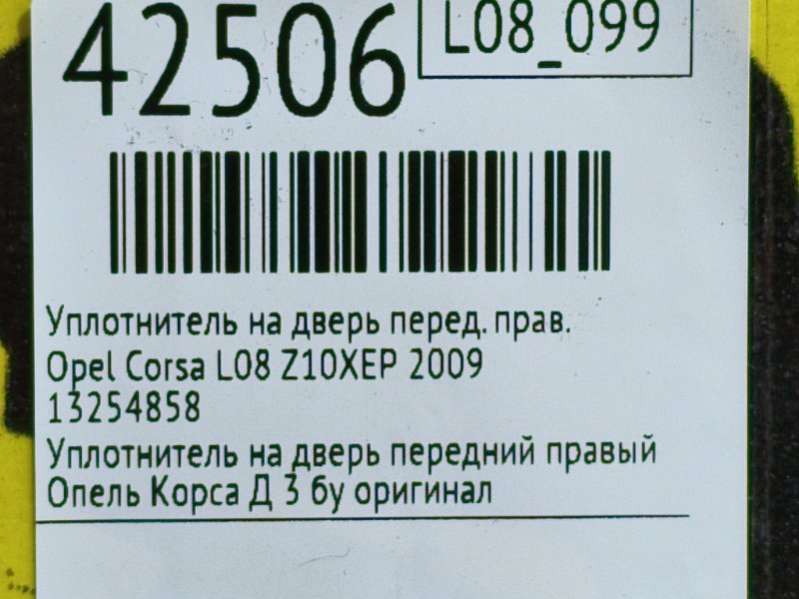 42506
L08_099
Уплотнитель на дверь перед. прав.
Opel Corsa L08 Z10XEP 2009
13254858
Уплотнитель на дверь передний правый
Опель Корса Д 3 бу оригинал